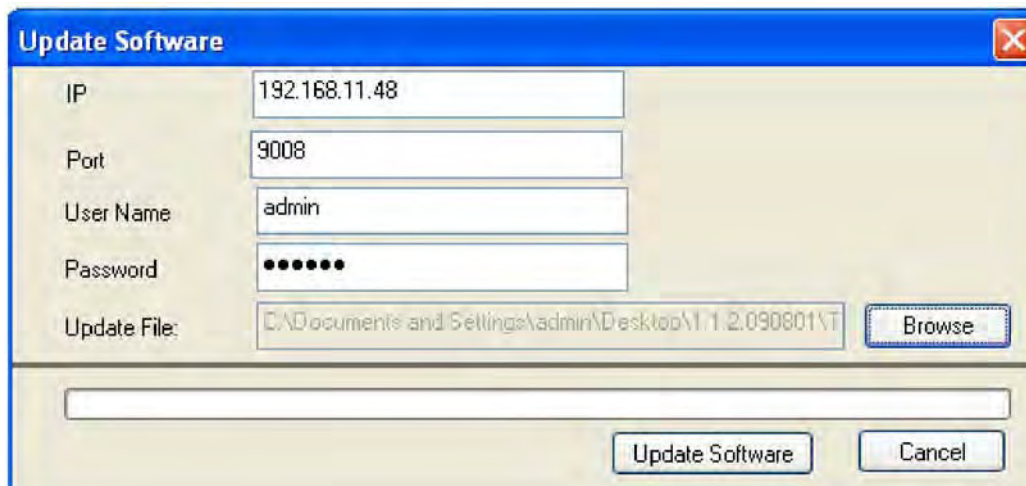 Update Software
IP 192.168.11.48
Port 9008
User Name admin
Password ●●●●●●
Update File: C:\Documents and Settings\admin\Desktop\1.1.2.090801\T Browse
Update Software Cancel